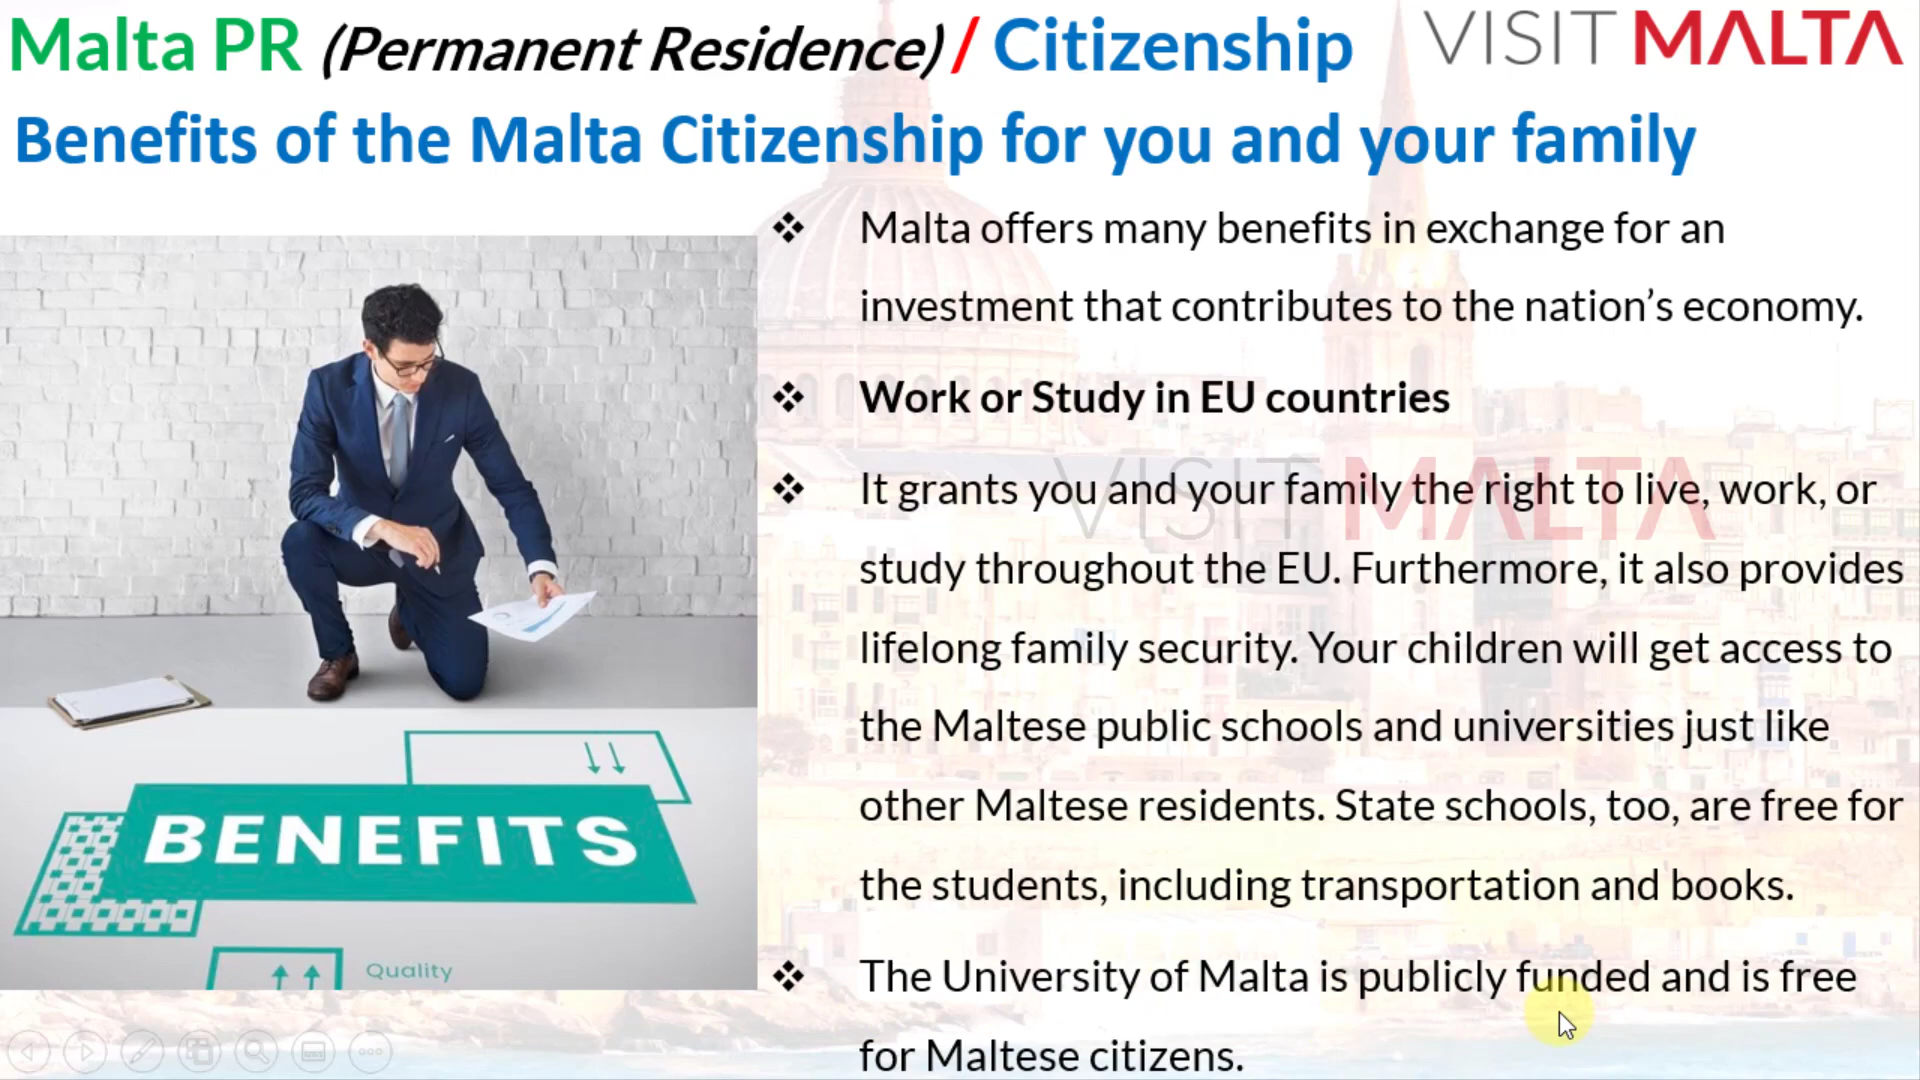 Malta PR (Permanent Residence) / Citizenship
VISIT MALTA
Benefits of the Malta Citizenship for you and your family
❖ Malta offers many benefits in exchange for an
investment that contributes to the nation’s economy.
❖ Work or Study in EU countries
VISIT MALTA
❖ It grants you and your family the right to live, work, or
study throughout the EU. Furthermore, it also provides
lifelong family security. Your children will get access to
the Maltese public schools and universities just like
other Maltese residents. State schools, too, are free for
the students, including transportation and books.
❖ The University of Malta is publicly funded and is free
for Maltese citizens.
BENEFITS
Quality